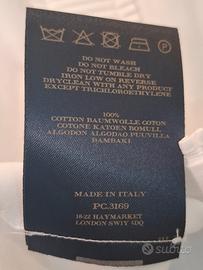 P
DO NOT WASH
DO NOT BLEACH
DO NOT TUMBLE DRY
IRON LOW ON REVERSE
DRYCLEAN WITH ANY PRODUCT
EXCEPT TRICHLOROETHYLENE
100%
COTTON BAUMWOLLE COTON
COTONE KATOEN BOMULL
ALGODON ALGODAO PUUVILLA
BAMBAKI
MADE IN ITALY
PC.3169
18-22 HAYMARKET
LONDON SW1Y 4DQ
subito